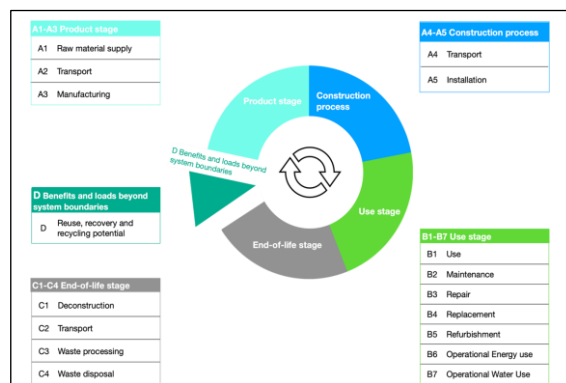 A1-A3 Product stage
A1 Raw material supply
A2 Transport
A3 Manufacturing
A4-A5 Construction process
A4 Transport
A5 Installation
Product stage
Construction
process
D Benefits and loads beyond
system boundaries
Use stage
End-of-life stage
D Benefits and loads beyond
system boundaries
D Reuse, recovery and
recycling potential
C1-C4 End-of-life stage
C1 Deconstruction
C2 Transport
C3 Waste processing
C4 Waste disposal
B1-B7 Use stage
B1 Use
B2 Maintenance
B3 Repair
B4 Replacement
B5 Refurbishment
B6 Operational Energy use
B7 Operational Water Use